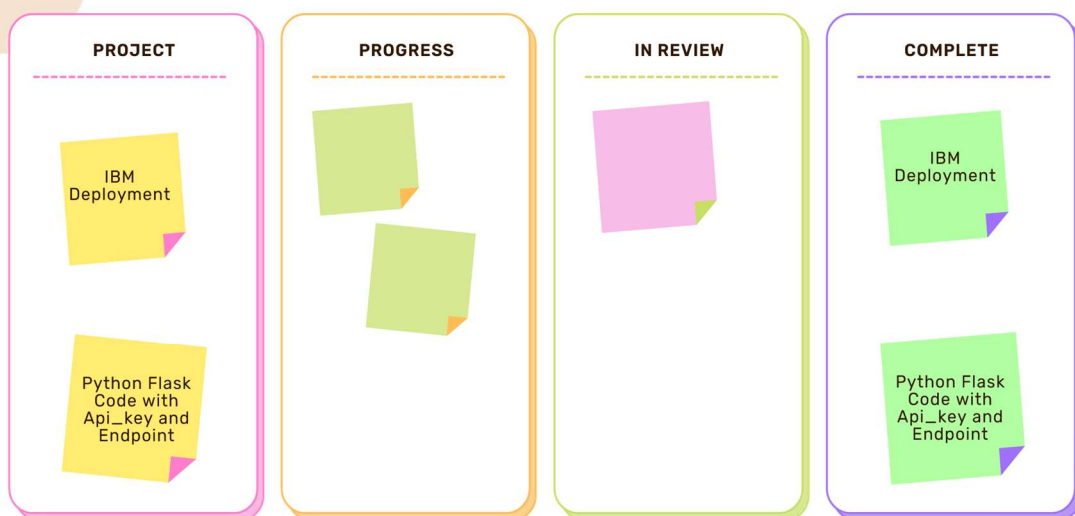 PROJECT
IBM
Deployment
Python Flask
Code with
Api_key and
Endpoint
PROGRESS
IN REVIEW
COMPLETE
IBM
Deployment
Python Flask
Code with
Api_key and
Endpoint